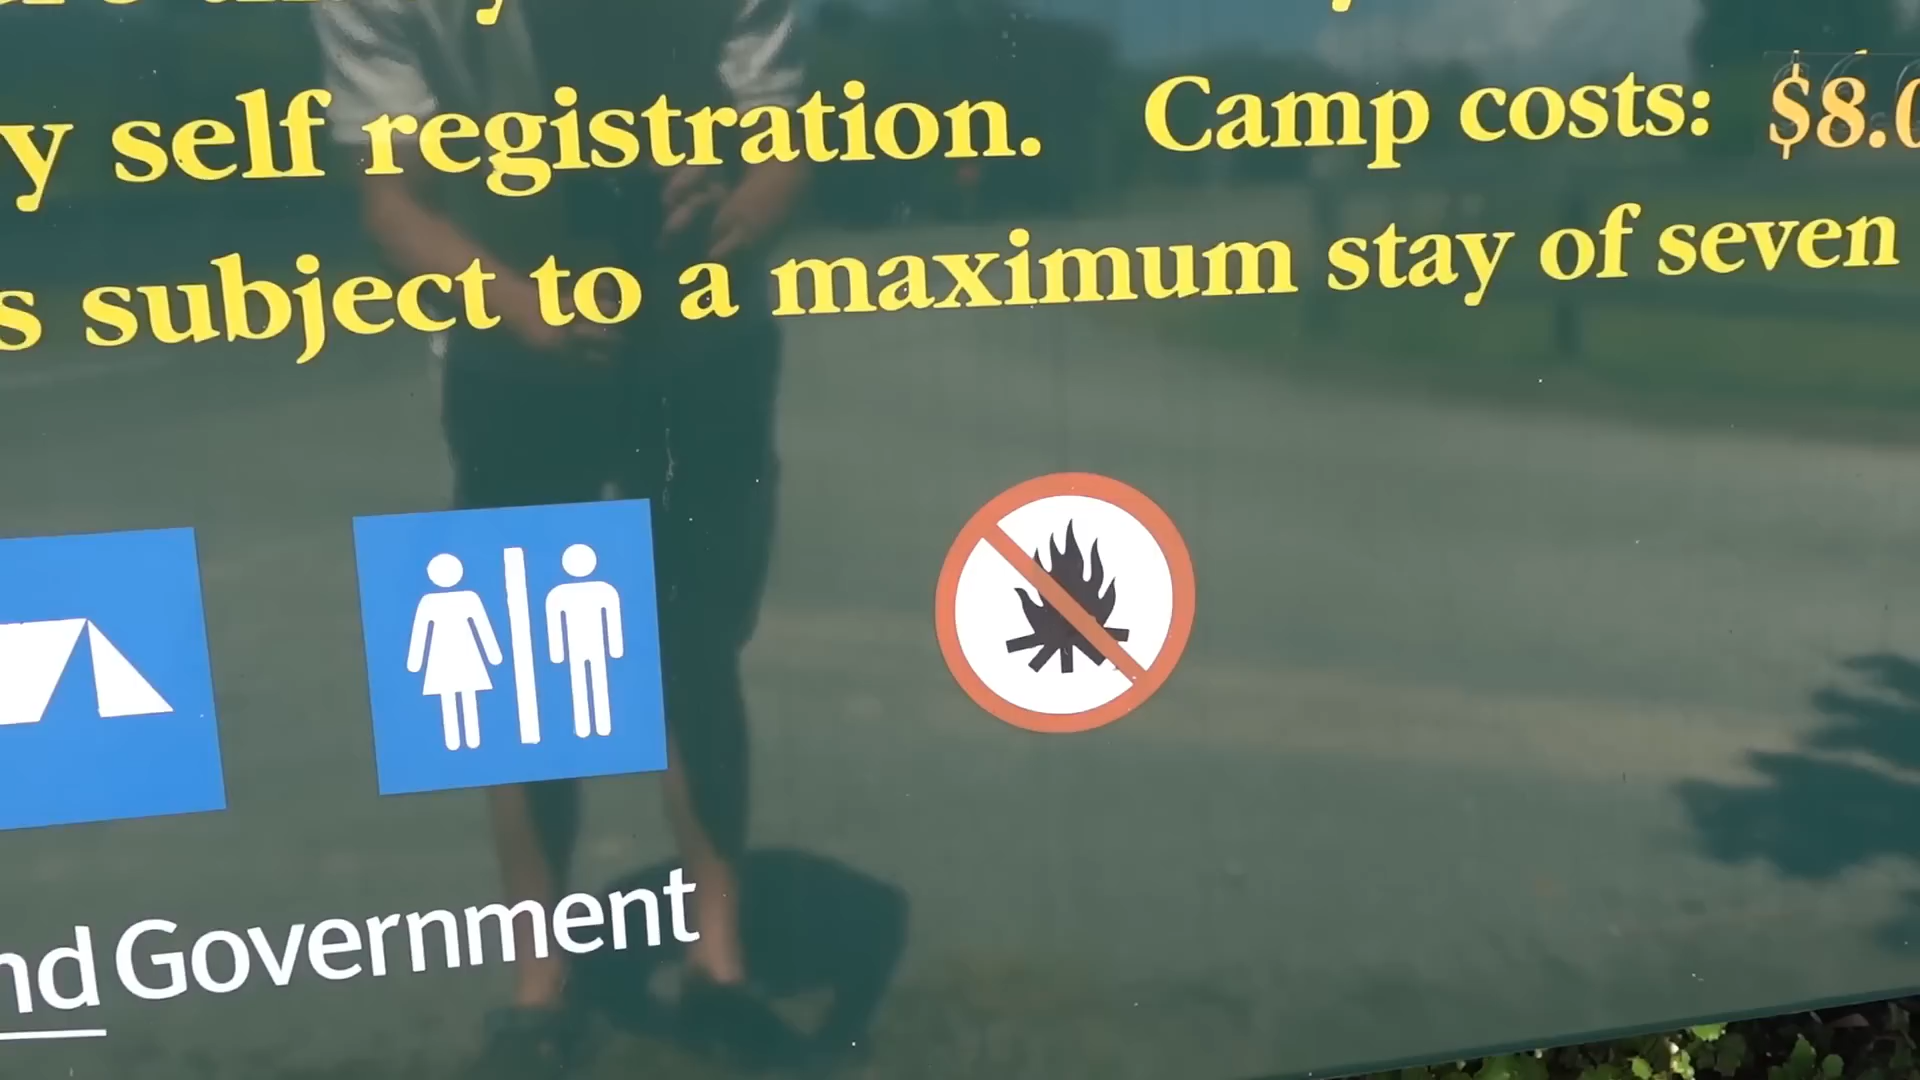 y self registration. Camp costs: $8.0
s subject to a maximum stay of seven
nd Government